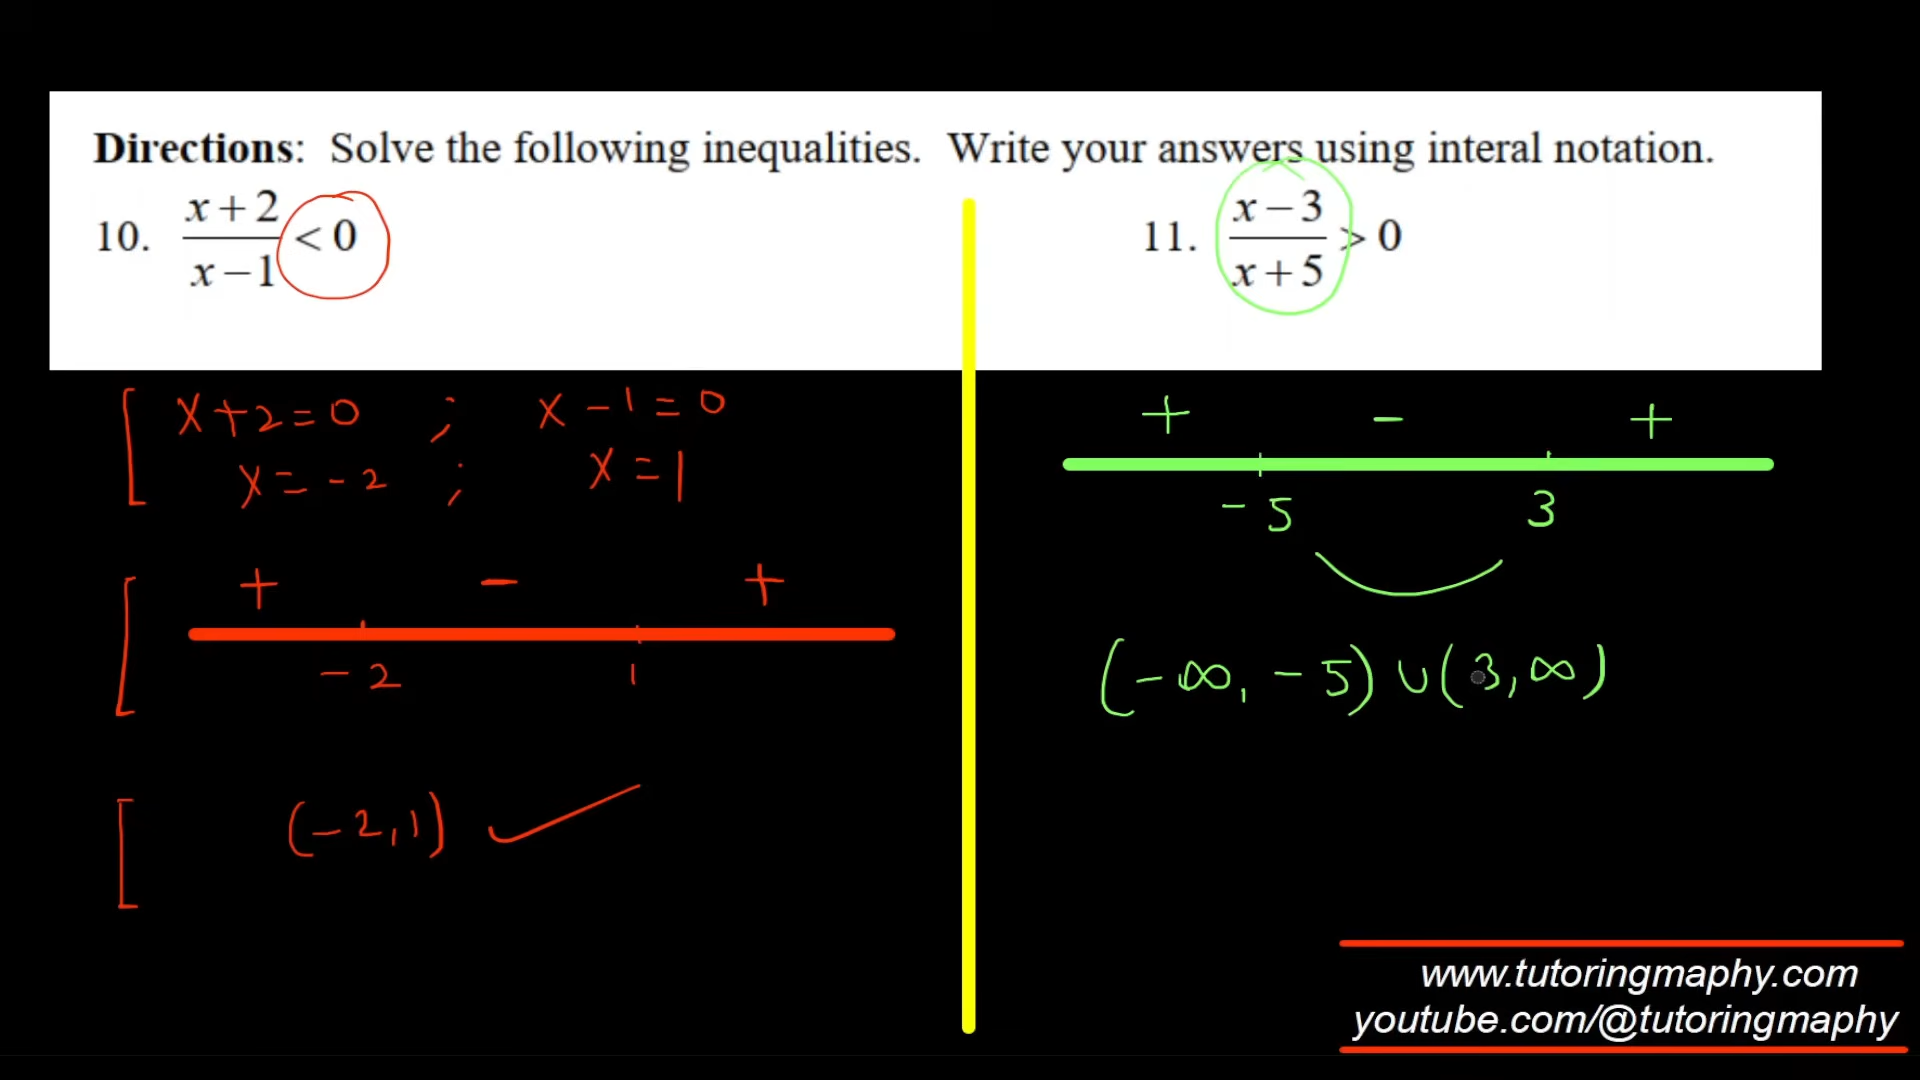 Directions: Solve the following inequalities. Write your answers using interal notation.
10. x+2 / x−1 < 0
11. x−3 / x+5 > 0
x+2=0 ; x-1=0
x=-2 ; x=1
+ - +
-2 1
(-2,1)
+ - +
-5 3
(-∞, -5) ∪ (3, ∞)
www.tutoringmaphy.com
youtube.com/@tutoringmaphy